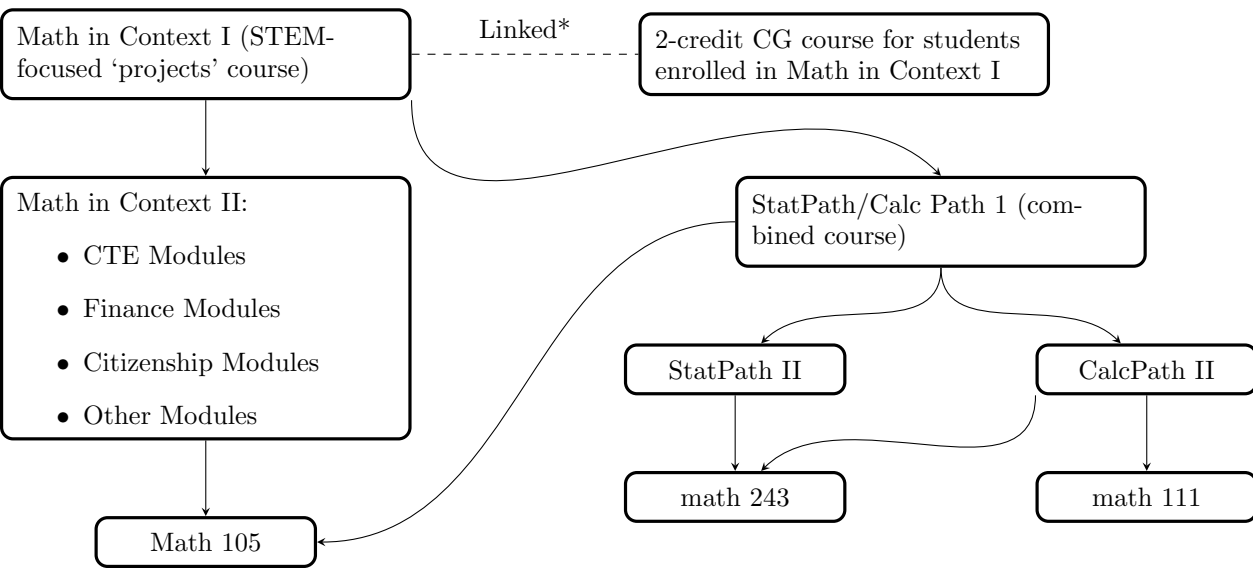 Math in Context I (STEM-
focused ‘projects’ course)
Linked*
2-credit CG course for students
enrolled in Math in Context I
Math in Context II:
• CTE Modules
• Finance Modules
• Citizenship Modules
• Other Modules
StatPath/Calc Path 1 (com-
bined course)
StatPath II
CalcPath II
math 243
math 111
Math 105